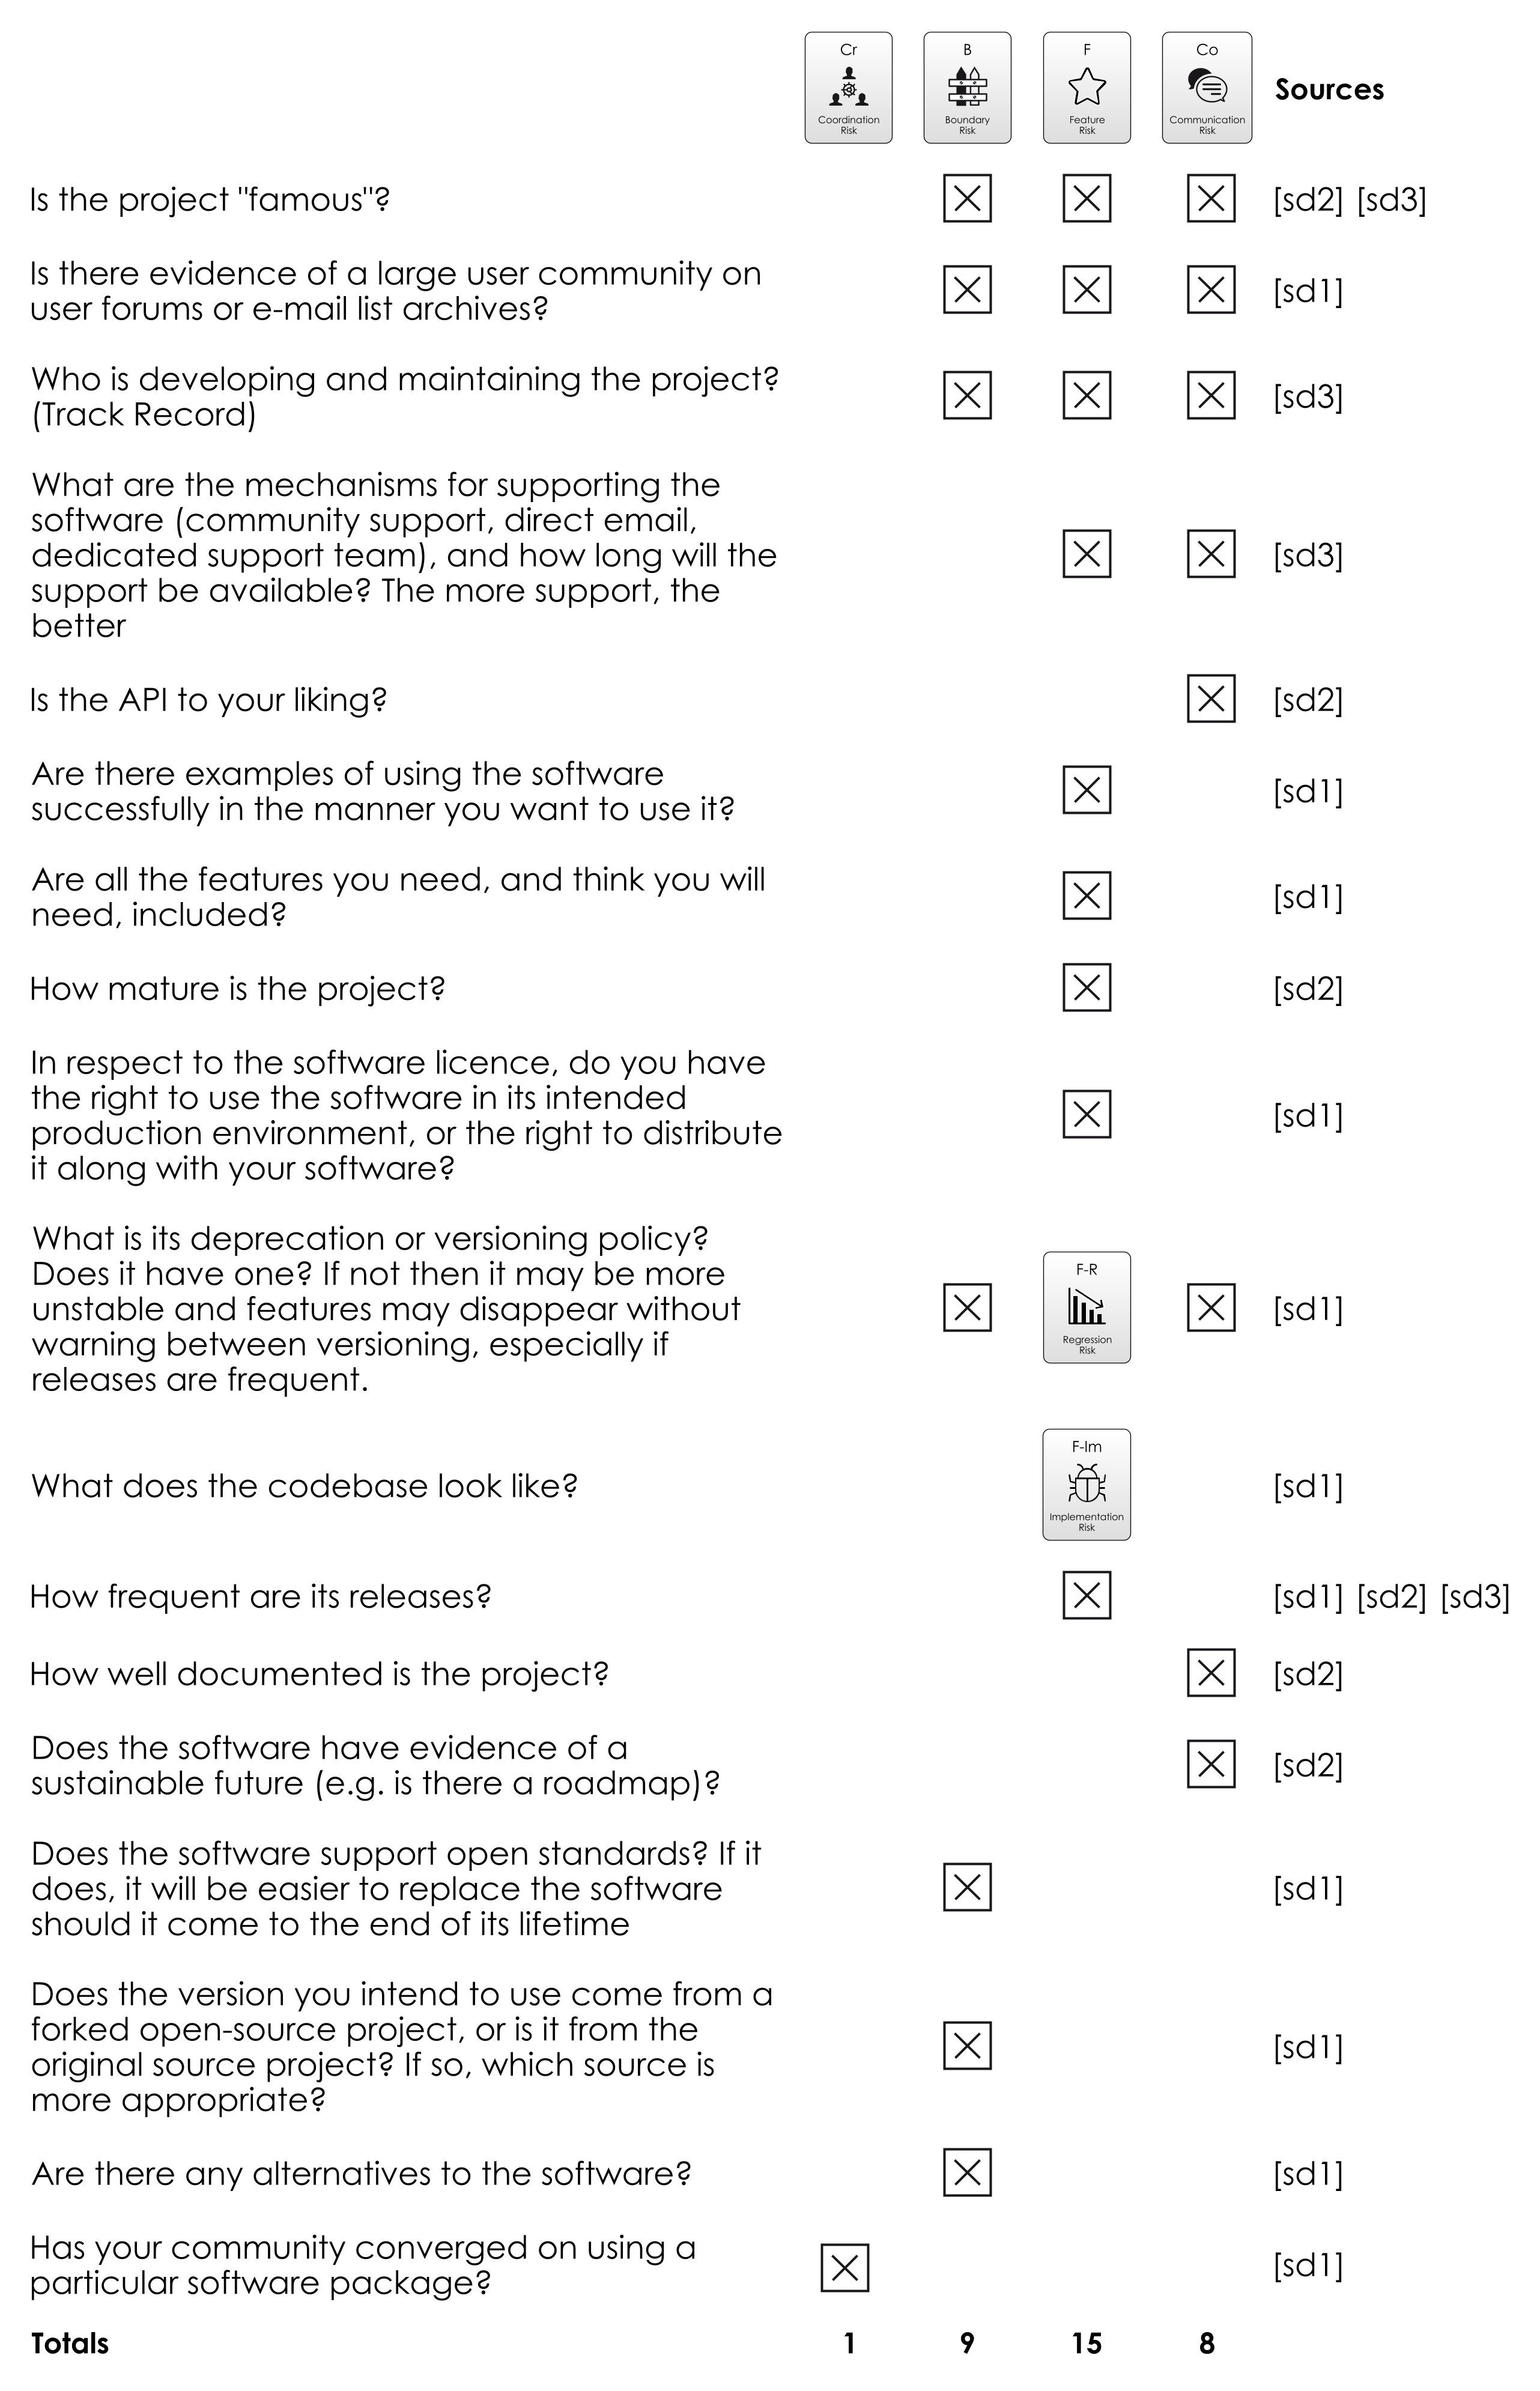 Cr
Coordination
Risk
B
Boundary
Risk
F
Feature
Risk
Co
Communication
Risk
Sources
Is the project "famous"?
[sd2] [sd3]
Is there evidence of a large user community on
user forums or e-mail list archives?
[sd1]
Who is developing and maintaining the project?
(Track Record)
[sd3]
What are the mechanisms for supporting the
software (community support, direct email,
dedicated support team), and how long will the
support be available? The more support, the
better
[sd3]
Is the API to your liking?
[sd2]
Are there examples of using the software
successfully in the manner you want to use it?
[sd1]
Are all the features you need, and think you will
need, included?
[sd1]
How mature is the project?
[sd2]
In respect to the software licence, do you have
the right to use the software in its intended
production environment, or the right to distribute
it along with your software?
[sd1]
What is its deprecation or versioning policy?
Does it have one? If not then it may be more
unstable and features may disappear without
warning between versioning, especially if
releases are frequent.
F-R
Regression
Risk
[sd1]
What does the codebase look like?
F-Im
Implementation
Risk
[sd1]
How frequent are its releases?
[sd1] [sd2] [sd3]
How well documented is the project?
[sd2]
Does the software have evidence of a
sustainable future (e.g. is there a roadmap)?
[sd2]
Does the software support open standards? If it
does, it will be easier to replace the software
should it come to the end of its lifetime
[sd1]
Does the version you intend to use come from a
forked open-source project, or is it from the
original source project? If so, which source is
more appropriate?
[sd1]
Are there any alternatives to the software?
[sd1]
Has your community converged on using a
particular software package?
[sd1]
Totals 1 9 15 8